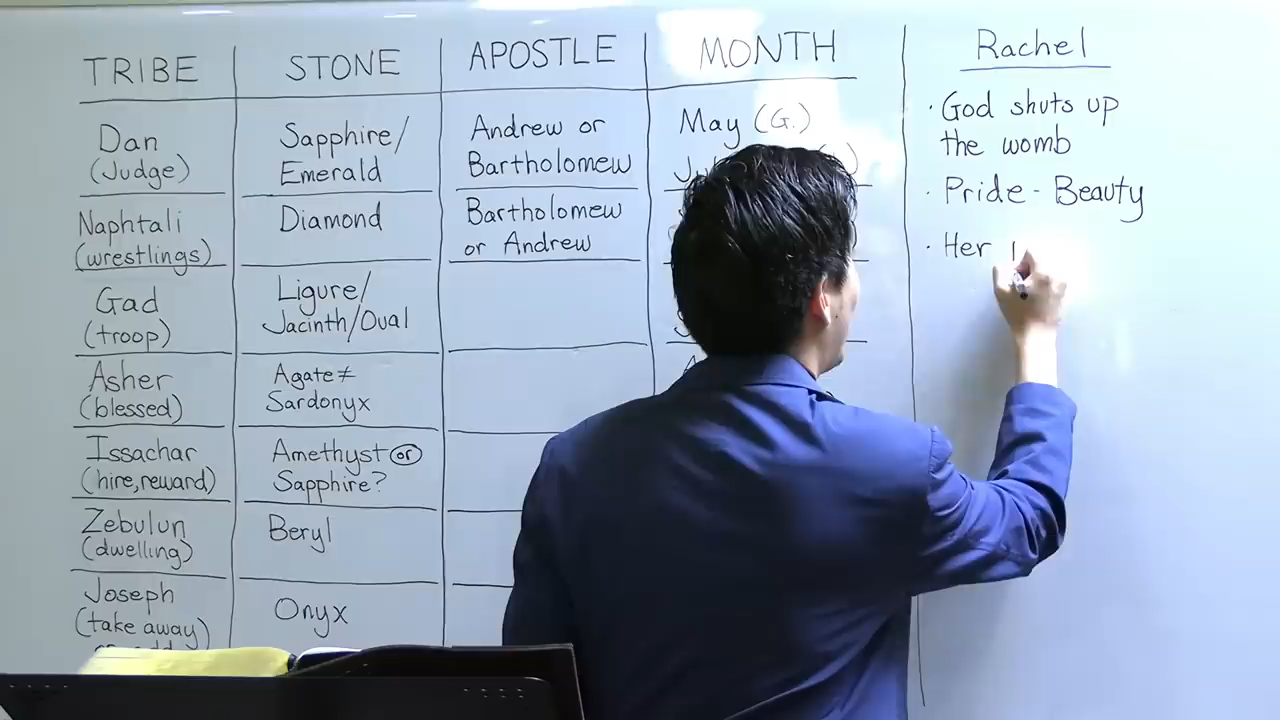 TRIBE STONE APOSTLE MONTH
Dan
(Judge)
Sapphire/
Emerald
Andrew or
Bartholomew
May (G.)
Naphtali
(wrestlings)
Diamond
Bartholomew
or Andrew
Gad
(troop)
Ligure/
Jacinth/Oval
Asher
(blessed)
Agate≠
Sardonyx
Issachar
(hire, reward)
Amethyst or
Sapphire?
Zebulun
(dwelling)
Beryl
Joseph
(take away)
Onyx
Rachel
· God shuts up
the womb
· Pride - Beauty
· Her